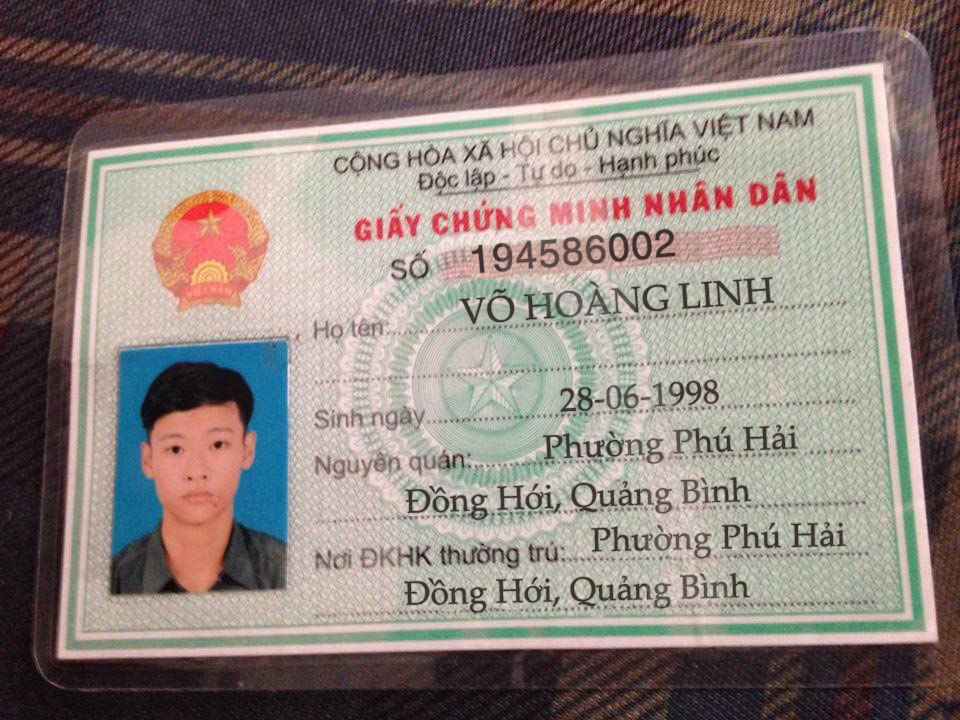 CỘNG HÒA XÃ HỘI CHỦ NGHĨA VIỆT NAM
Độc lập - Tự do - Hạnh phúc
GIẤY CHỨNG MINH NHÂN DÂN
SỐ 194586002
Họ tên: VÕ HOÀNG LINH
Sinh ngày 28-06-1998
Nguyên quán: Phường Phú Hải
Đồng Hới, Quảng Bình
Nơi ĐKHK thường trú: Phường Phú Hải
Đồng Hới, Quảng Bình
VIỆT NAM